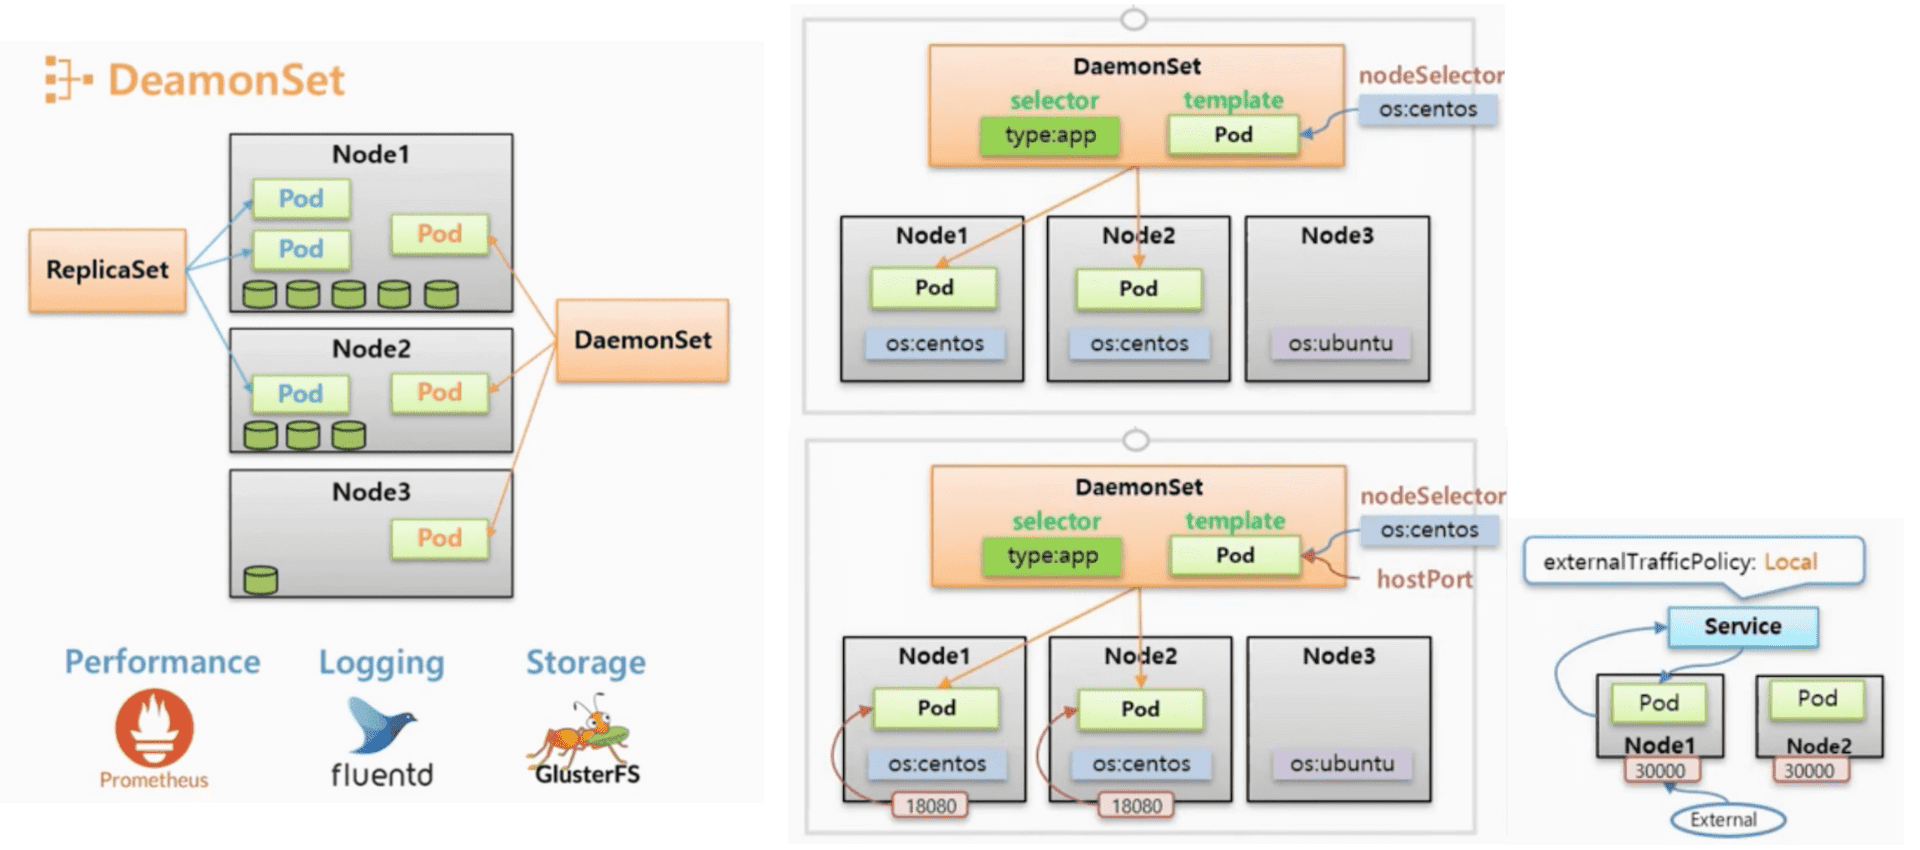 DeamonSet
Node1
Pod
Pod
Pod
ReplicaSet
Node2
Pod
Pod
DaemonSet
Node3
Pod
Performance
Logging
Storage
Prometheus
fluentd
GlusterFS
DaemonSet
selector
template
type:app
Pod
nodeSelector
os:centos
Node1
Pod
os:centos
Node2
Pod
os:centos
Node3
os:ubuntu
DaemonSet
selector
template
type:app
Pod
nodeSelector
os:centos
hostPort
Node1
Pod
os:centos
18080
Node2
Pod
os:centos
18080
Node3
os:ubuntu
externalTrafficPolicy: Local
Service
Pod
Node1
30000
Pod
Node2
30000
External